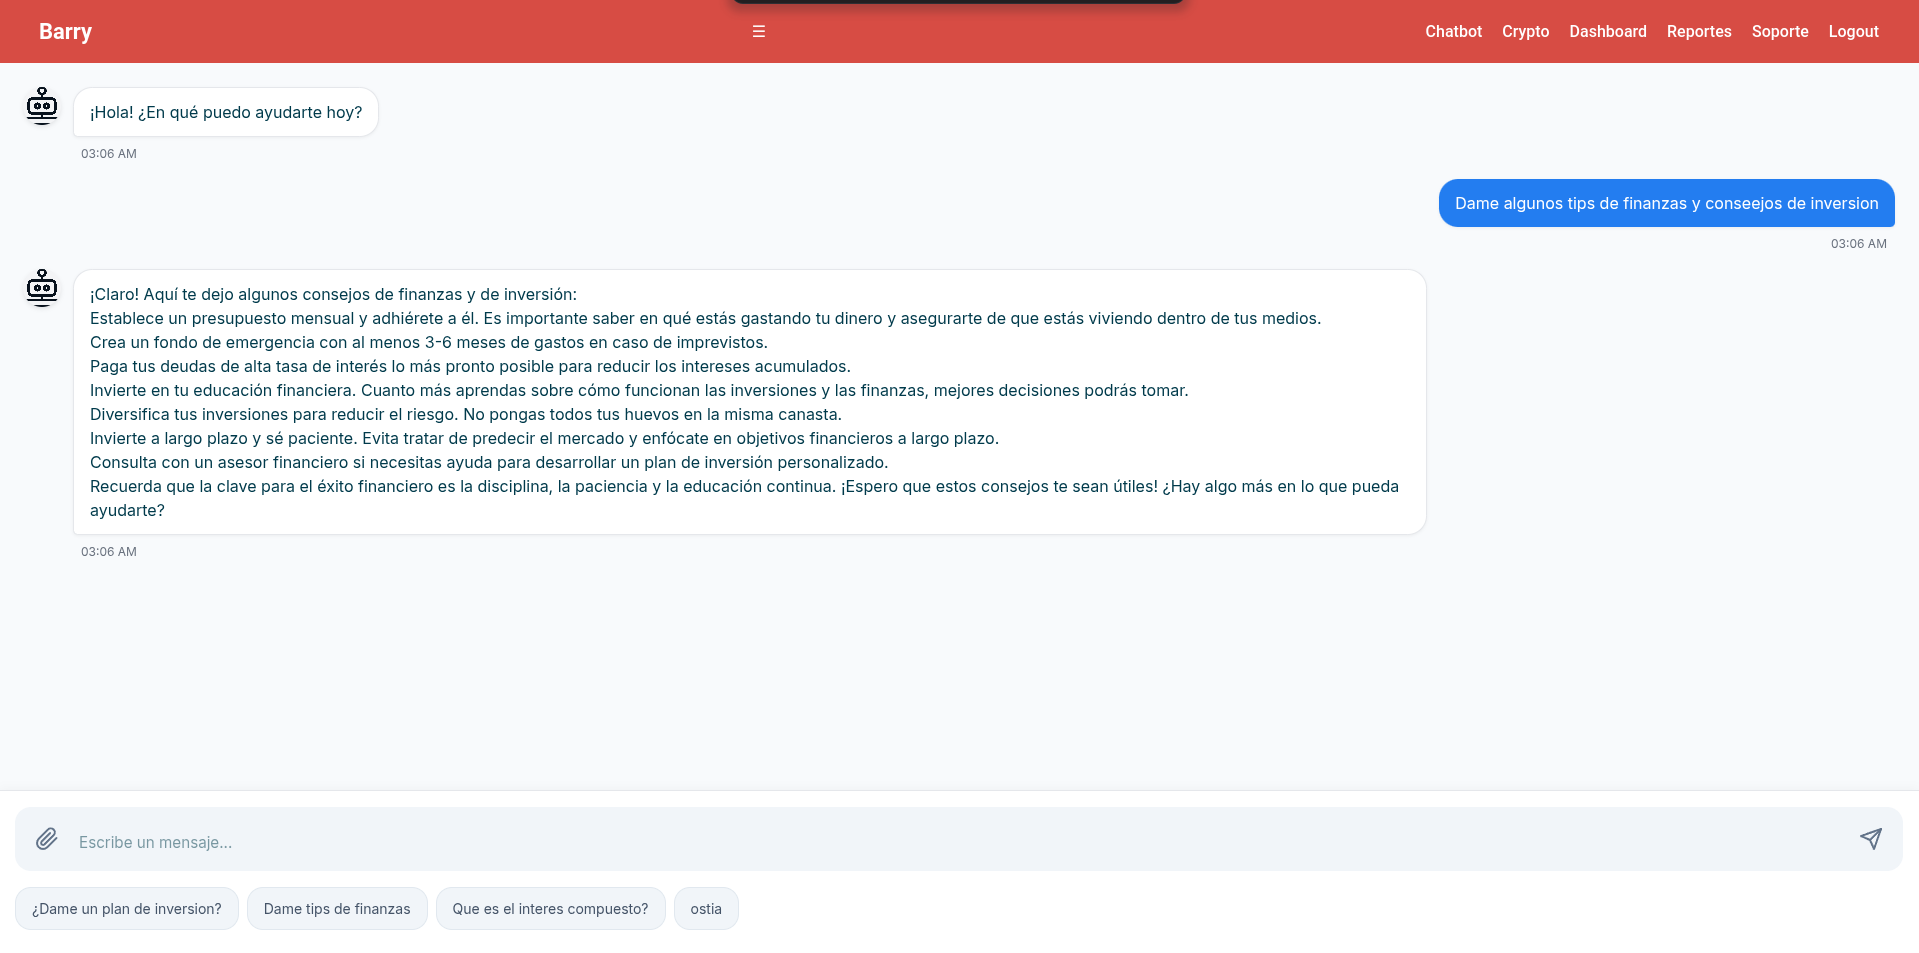 Barry
☰
Chatbot Crypto Dashboard Reportes Soporte Logout
¡Hola! ¿En qué puedo ayudarte hoy?
03:06 AM
Dame algunos tips de finanzas y conseejos de inversion
03:06 AM
¡Claro! Aquí te dejo algunos consejos de finanzas y de inversión:
Establece un presupuesto mensual y adhiérete a él. Es importante saber en qué estás gastando tu dinero y asegurarte de que estás viviendo dentro de tus medios.
Crea un fondo de emergencia con al menos 3-6 meses de gastos en caso de imprevistos.
Paga tus deudas de alta tasa de interés lo más pronto posible para reducir los intereses acumulados.
Invierte en tu educación financiera. Cuanto más aprendas sobre cómo funcionan las inversiones y las finanzas, mejores decisiones podrás tomar.
Diversifica tus inversiones para reducir el riesgo. No pongas todos tus huevos en la misma canasta.
Invierte a largo plazo y sé paciente. Evita tratar de predecir el mercado y enfócate en objetivos financieros a largo plazo.
Consulta con un asesor financiero si necesitas ayuda para desarrollar un plan de inversión personalizado.
Recuerda que la clave para el éxito financiero es la disciplina, la paciencia y la educación continua. ¡Espero que estos consejos te sean útiles! ¿Hay algo más en lo que pueda
ayudarte?
03:06 AM
Escribe un mensaje...
¿Dame un plan de inversion?
Dame tips de finanzas
Que es el interes compuesto?
ostia